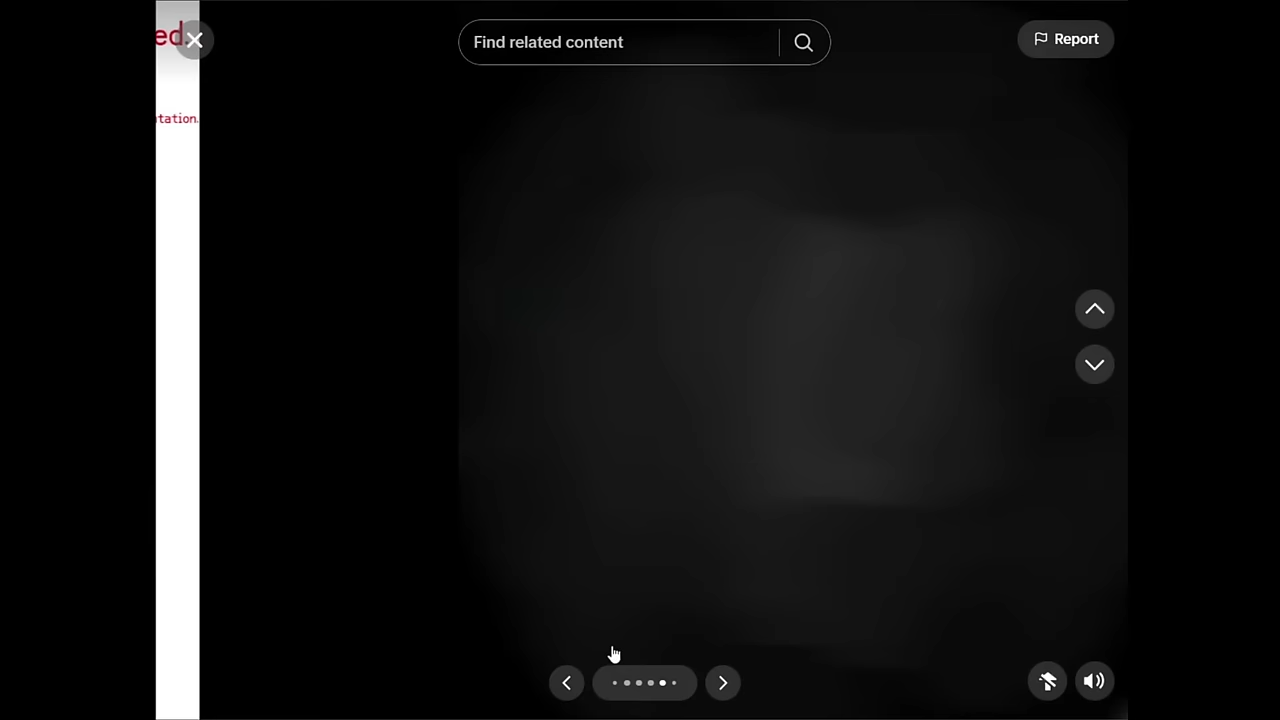 ed.
Find related content
Report
tation.